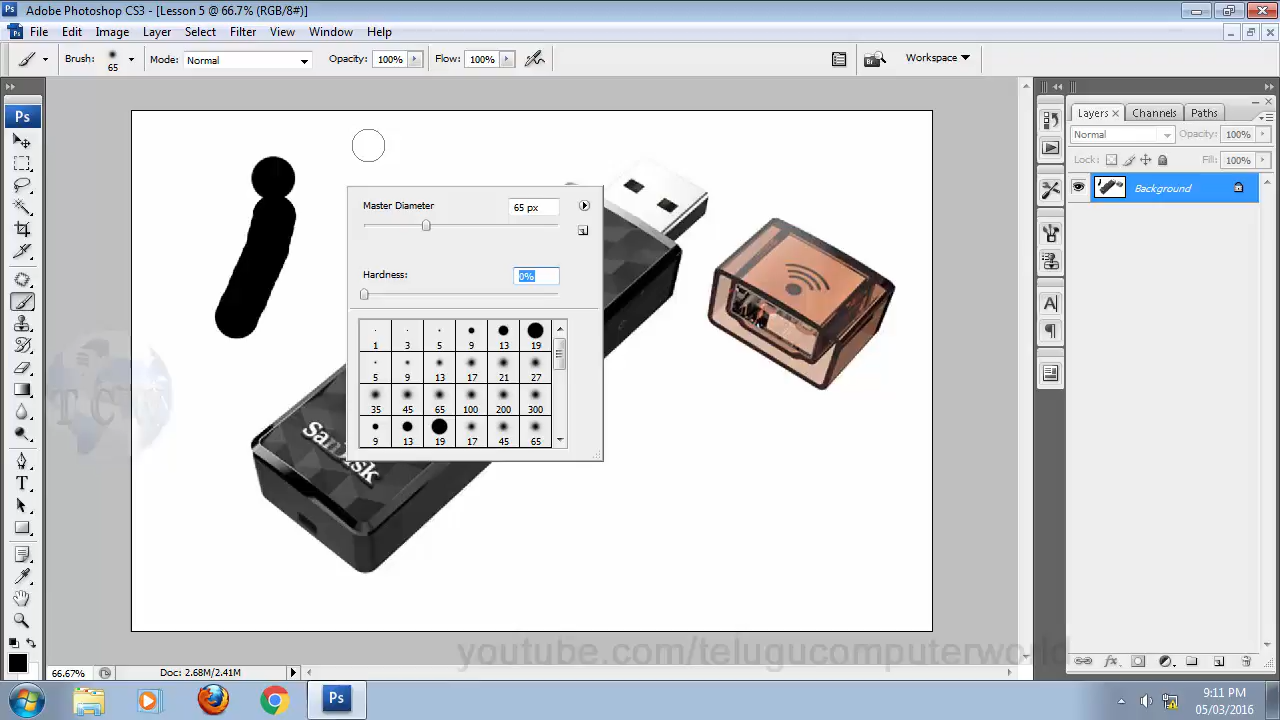 Adobe Photoshop CS3 - [Lesson 5 @ 66.7% (RGB/8#)]
File Edit Image Layer Select Filter View Window Help
Brush: 65 Mode: Normal Opacity: 100% Flow: 100% Workspace
Layers Channels Paths
Normal Opacity: 100%
Lock: Fill: 100%
Background
Master Diameter 65 px
Hardness: 0%
1 3 5 9 13 19
5 9 13 17 21 27
35 45 65 100 200 300
9 13 19 17 45 65
SanDisk
TCW
youtube.com/telugucomputerworld
66.67% Doc: 2.68M/2.41M
9:11 PM
05/03/2016